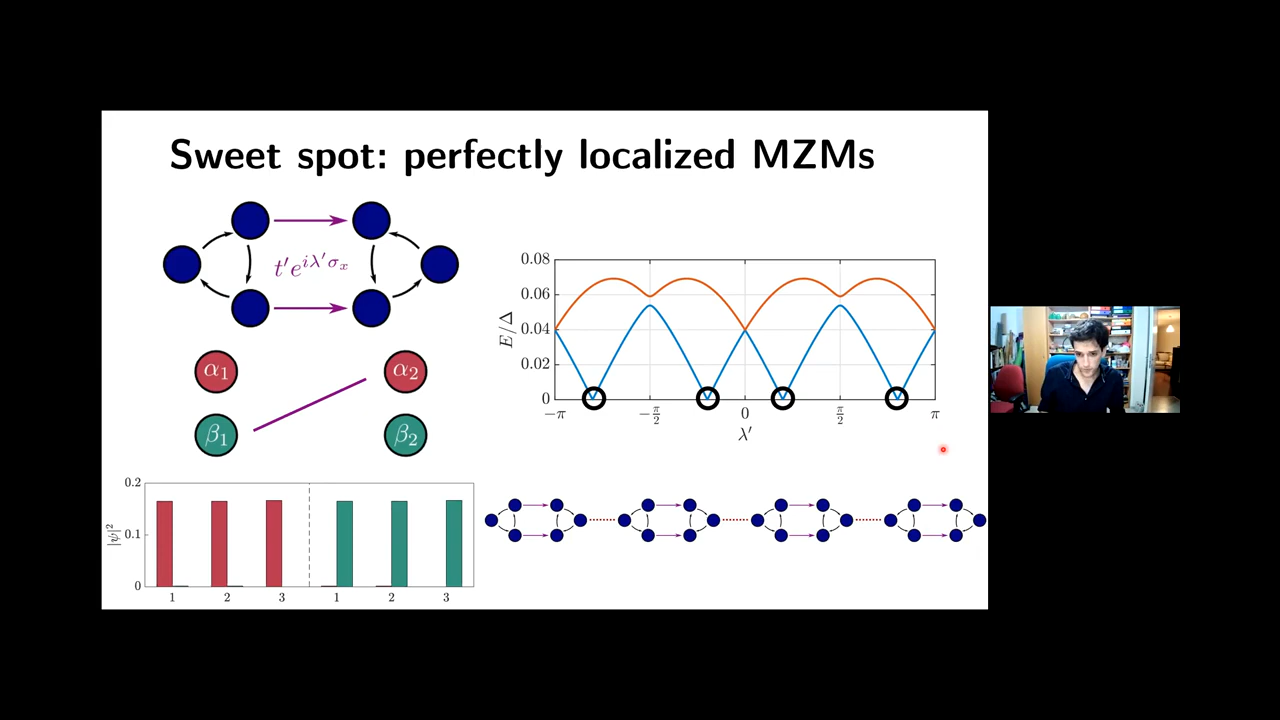 Sweet spot: perfectly localized MZMs
t′e^{iλ′σ_x}
α₁
α₂
β₁
β₂
0.08
0.06
0.04
0.02
0
E/Δ
−π
−π/2
0
π/2
π
λ′
0.2
0.1
0
|ψ|²
1 2 3 1 2 3